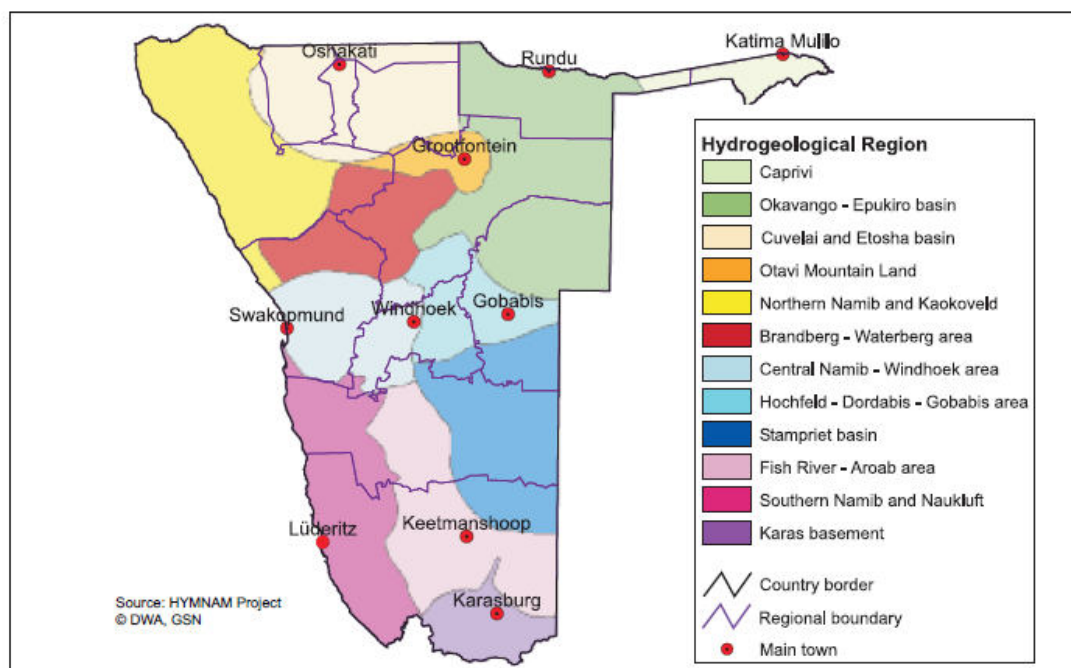 Oshakati
Rundu
Katima Mulilo
Grootfontein
Swakopmund
Windhoek
Gobabis
Lüderitz
Keetmanshoop
Karasburg
Source: HYMNAM Project
© DWA, GSN
Hydrogeological Region
Caprivi
Okavango - Epukiro basin
Cuvelai and Etosha basin
Otavi Mountain Land
Northern Namib and Kaokoveld
Brandberg - Waterberg area
Central Namib - Windhoek area
Hochfeld - Dordabis - Gobabis area
Stampriet basin
Fish River - Aroab area
Southern Namib and Naukluft
Karas basement
Country border
Regional boundary
Main town